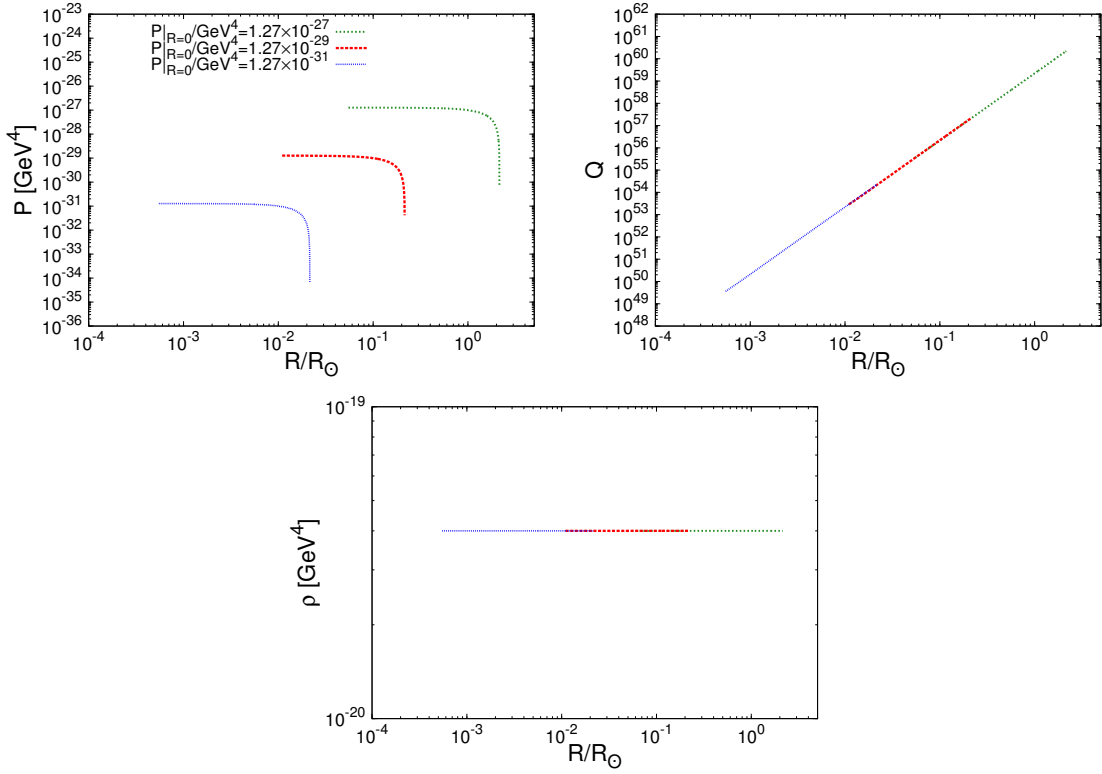 P|R=0/GeV⁴=1.27×10⁻²⁷
P|R=0/GeV⁴=1.27×10⁻²⁹
P|R=0/GeV⁴=1.27×10⁻³¹
10⁻²³
10⁻²⁴
10⁻²⁵
10⁻²⁶
10⁻²⁷
10⁻²⁸
10⁻²⁹
10⁻³⁰
10⁻³¹
10⁻³²
10⁻³³
10⁻³⁴
10⁻³⁵
10⁻³⁶
P [GeV⁴]
10⁻⁴ 10⁻³ 10⁻² 10⁻¹ 10⁰
R/R⊙
10⁶²
10⁶⁰
10⁵⁹
10⁵⁷
10⁵⁶
10⁵⁵
10⁵⁴
10⁵³
10⁵²
10⁵⁰
10⁴⁹
10⁴⁸
Q
10⁻⁴ 10⁻³ 10⁻² 10⁻¹ 10⁰
R/R⊙
10⁻¹⁹
10⁻²⁰
ρ [GeV⁴]
10⁻⁴ 10⁻³ 10⁻² 10⁻¹ 10⁰
R/R⊙